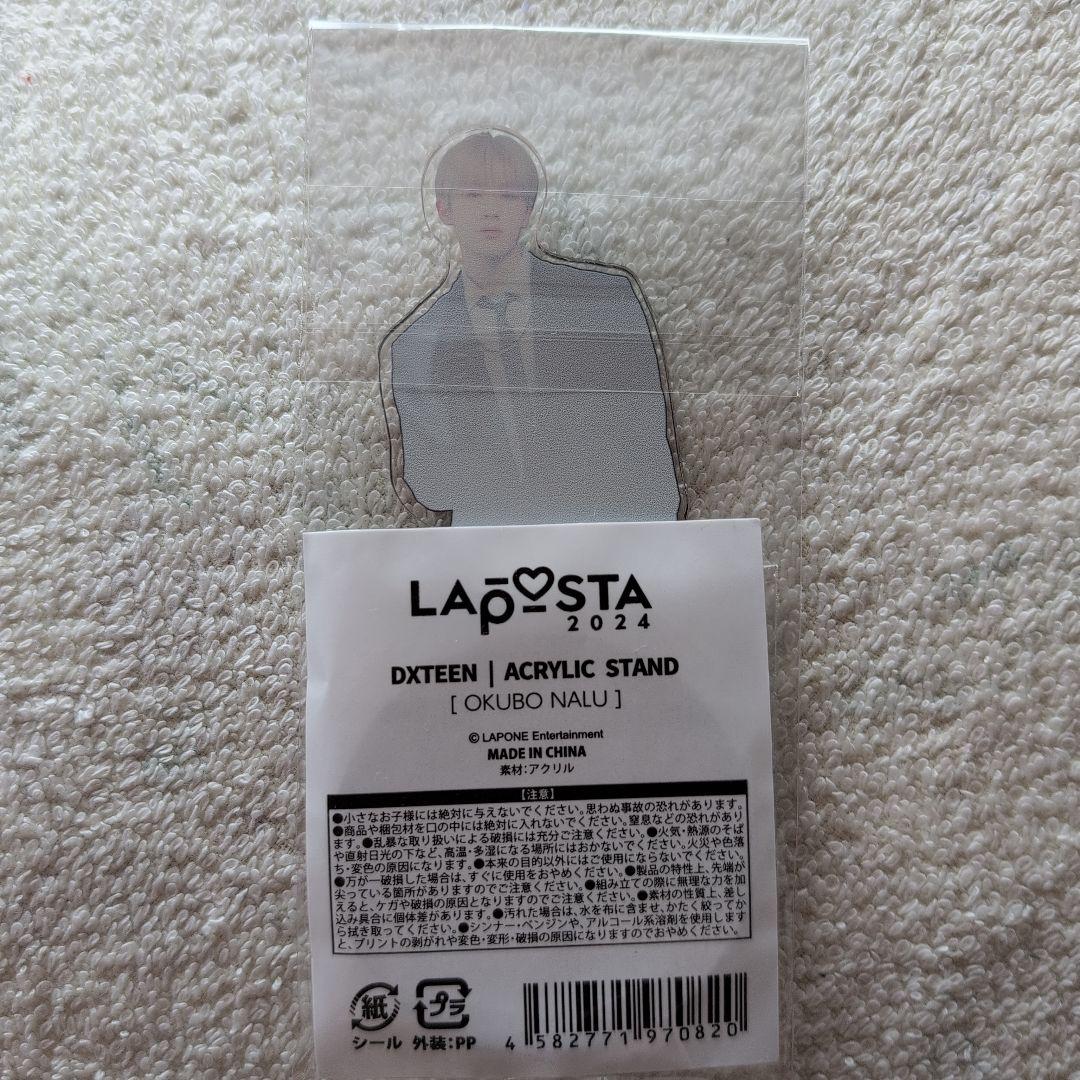 LAPOSTA
2024
DXTEEN | ACRYLIC STAND
[ OKUBO NALU ]
© LAPONE Entertainment
MADE IN CHINA
素材:アクリル
【注意】
●小さなお子様には絶対に与えないでください。思わぬ事故の恐れがあります。
●商品や梱包材を口の中には絶対に入れないでください。窒息などの恐れがあり
ます。●乱暴な取り扱いによる破損には充分ご注意ください。●火気・熱源のそば
や直射日光の下など、高温・多湿になる場所にはおかないでください。火災や色落
ち・変色の原因になります。●本来の目的以外にはご使用にならないでください。
●万が一破損した場合は、すぐに使用をおやめください。●製品の特性上、先端が
尖っている箇所がありますのでご注意ください。●組み立ての際に無理な力を加
えると、ケガや破損の原因となりますのでご注意ください。●素材の性質上、差し
込み具合に個体差があります。●汚れた場合は、水を布に含ませ、かたく絞ってか
ら拭き取ってください。●シンナー・ベンジンや、アルコール系溶剤を使用します
と、プリントの剥がれや変色・変形・破損の原因になりますのでおやめください。
紙 プラ
シール 外装:PP
4 582771 970820